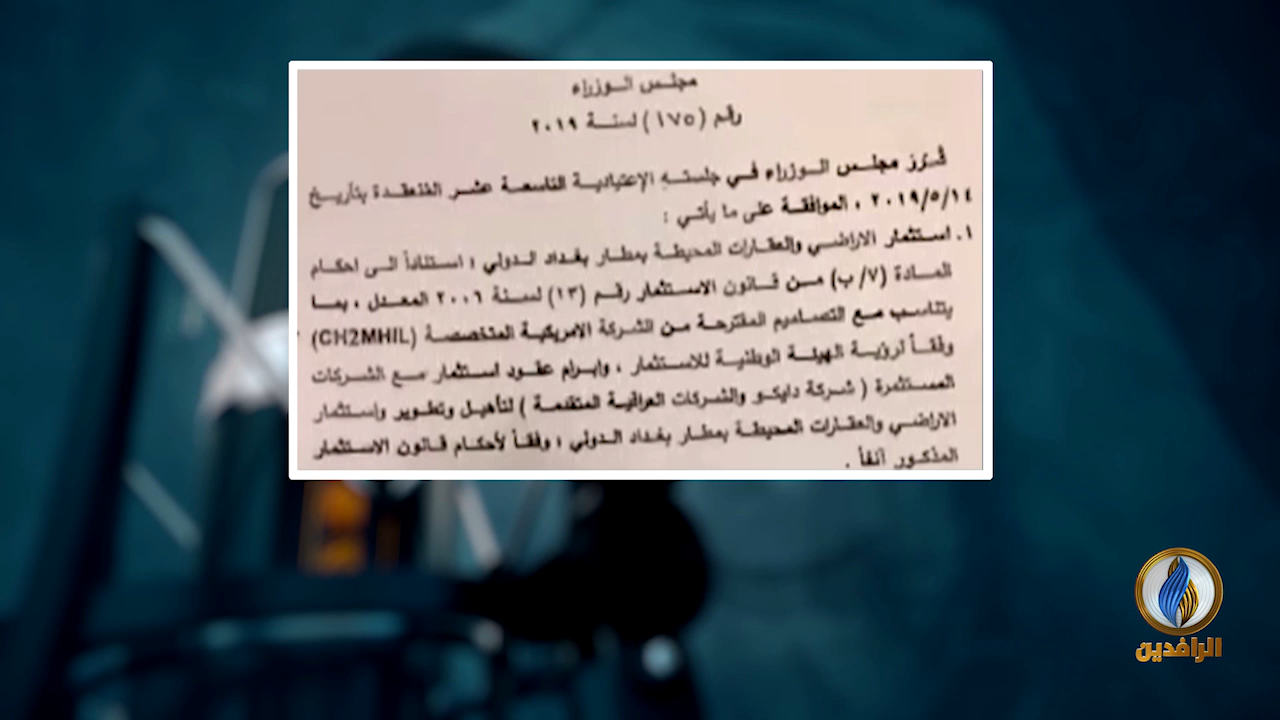 مجلس الوزراء
رقم (١٧٥) لسنة ٢٠١٩
قرر مجلس الوزراء في جلسته الإعتيادية التاسعة عشر المنعقدة بتأريخ
٢٠١٩/٥/١٤ ، الموافقة على ما يأتي :
١. استثمار الاراضي والعقارات المحيطة بمطار بغداد الدولي ؛ استناداً الى احكام
المادة (٧/ب) من قانون الاستثمار رقم (١٣) لسنة ٢٠٠٦ المعدل ، بما
يتناسب مع التصاميم المقترحة من الشركة الامريكية المتخصصة (CH2MHIL)
وفقاً لرؤية الهيئة الوطنية للاستثمار ، وابرام عقود استثمار مع الشركات
المستثمرة ( شركة دايكو والشركات العراقية المتقدمة ) لتأهيل وتطوير واستثمار
الاراضي والعقارات المحيطة بمطار بغداد الدولي ؛ وفقاً لأحكام قانون الاستثمار
المذكور آنفاً .
الرافدين